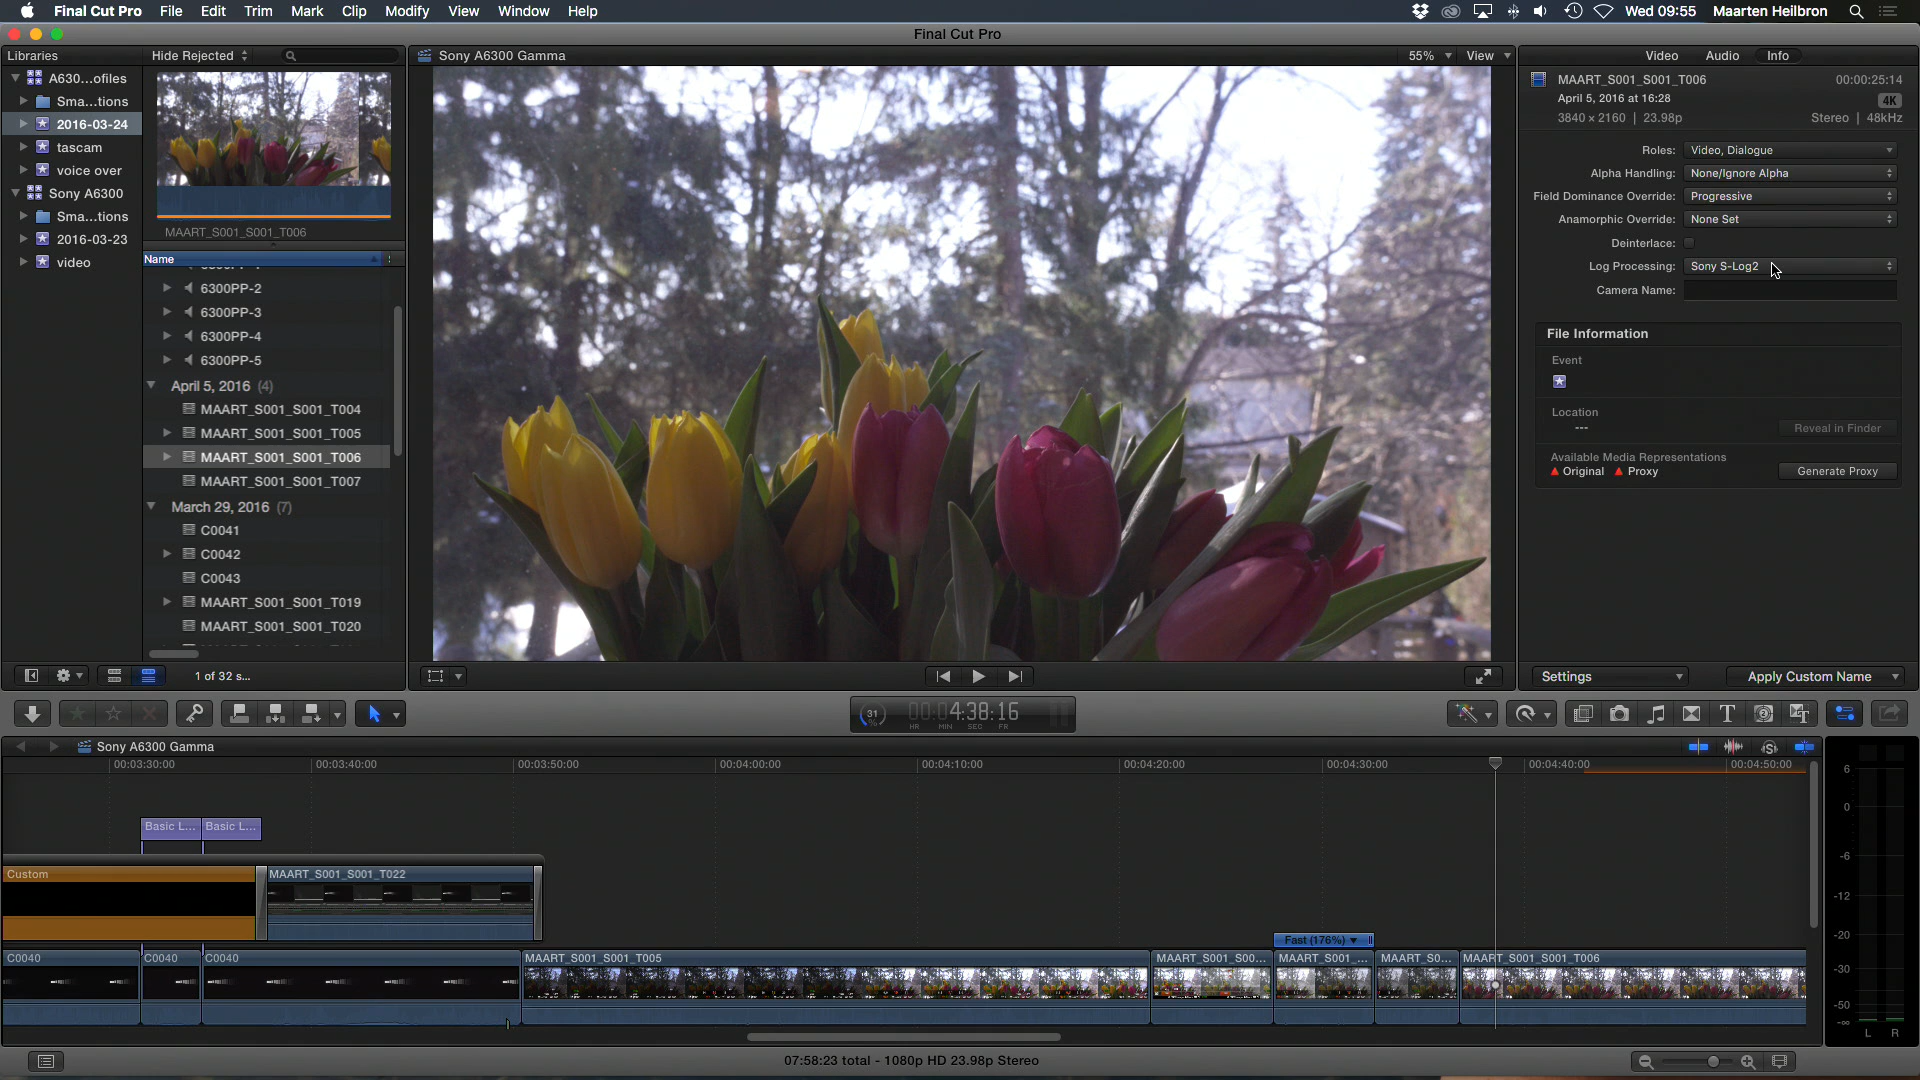 Final Cut Pro File Edit Trim Mark Clip Modify View Window Help Wed 09:55 Maarten Heilbron
Final Cut Pro
Libraries Hide Rejected
Sony A6300 Gamma 55% View
Video Audio Info
A630...ofiles
Sma...tions
2016-03-24
tascam
voice over
Sony A6300
Sma...tions
2016-03-23
video
MAART_S001_S001_T006
Name
6300PP-2
6300PP-3
6300PP-4
6300PP-5
April 5, 2016 (4)
MAART_S001_S001_T004
MAART_S001_S001_T005
MAART_S001_S001_T006
MAART_S001_S001_T007
March 29, 2016 (7)
C0041
C0042
C0043
MAART_S001_S001_T019
MAART_S001_S001_T020
1 of 32 s...
MAART_S001_S001_T006 00:00:25:14
April 5, 2016 at 16:28 4K
3840 × 2160 | 23.98p Stereo | 48kHz
Roles: Video, Dialogue
Alpha Handling: None/Ignore Alpha
Field Dominance Override: Progressive
Anamorphic Override: None Set
Deinterlace:
Log Processing: Sony S-Log2
Camera Name:
File Information
Event
Location
--- Reveal in Finder
Available Media Representations
Original Proxy Generate Proxy
Settings Apply Custom Name
31 00:04:38:16
HR MIN SEC FR
Sony A6300 Gamma
00:03:30:00 00:03:40:00 00:03:50:00 00:04:00:00 00:04:10:00 00:04:20:00 00:04:30:00 00:04:40:00 00:04:50:00
Basic L... Basic L...
Custom MAART_S001_S001_T022
Fast (176%)
C0040 C0040 C0040 MAART_S001_S001_T005 MAART_S001_S00... MAART_S001_... MAART_S0... MAART_S001_S001_T006
6
0
-6
-12
-20
-30
-50
-∞
L R
07:58:23 total - 1080p HD 23.98p Stereo